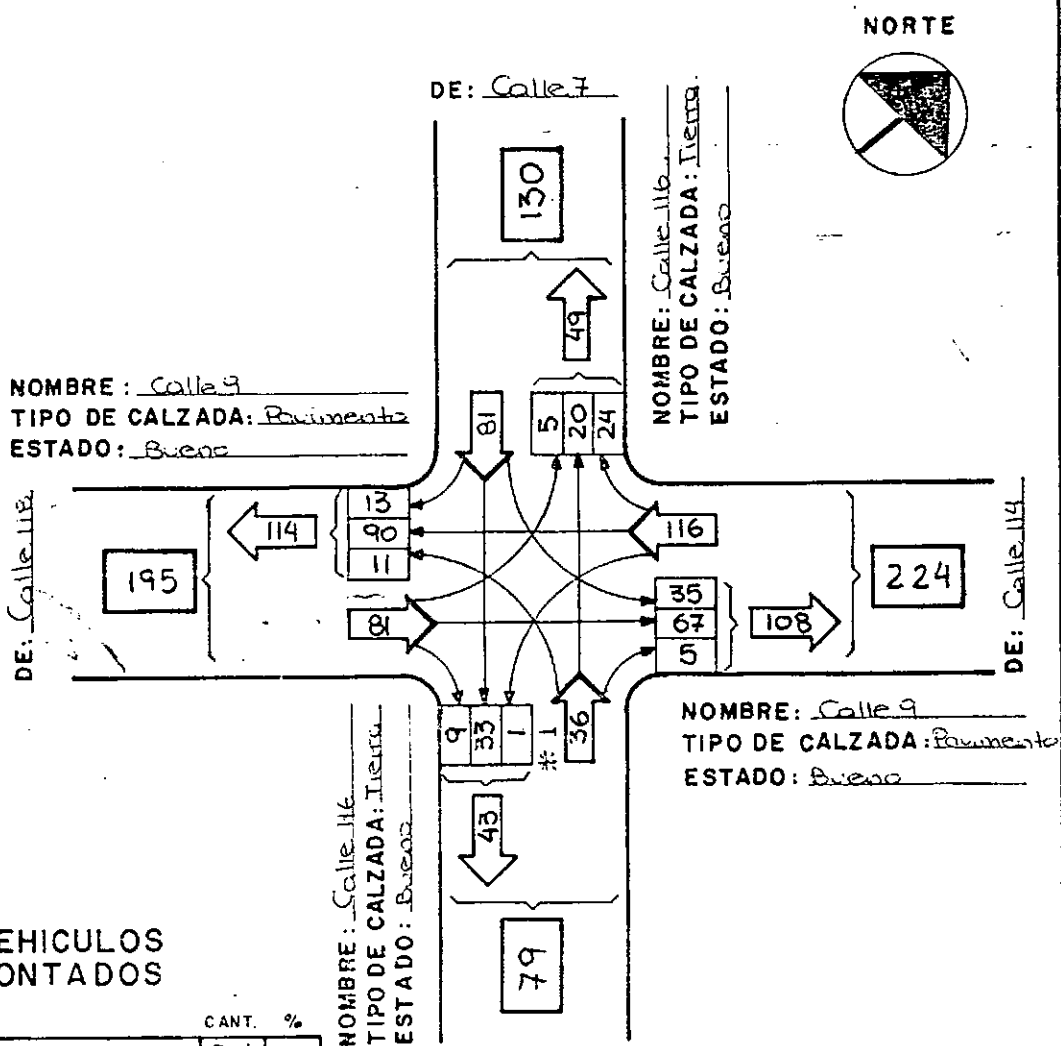 NORTE
DE: Calle 7
130
NOMBRE: Calle 116
TIPO DE CALZADA: Tierra.
ESTADO: Bueno
49
5 20 24
81
NOMBRE: Calle 9
TIPO DE CALZADA: Pavimento
ESTADO: Bueno
DE: Calle 118
195
114
13
90
11
81
116
35
67
5
108
224
DE: Calle 114
9 33 1
* 1
36
43
79
NOMBRE: Calle 9
TIPO DE CALZADA: Pavimento
ESTADO: Bueno
NOMBRE: Calle 116
TIPO DE CALZADA: Tierra
ESTADO: Bueno
EHICULOS
ONTADOS
CANT. %